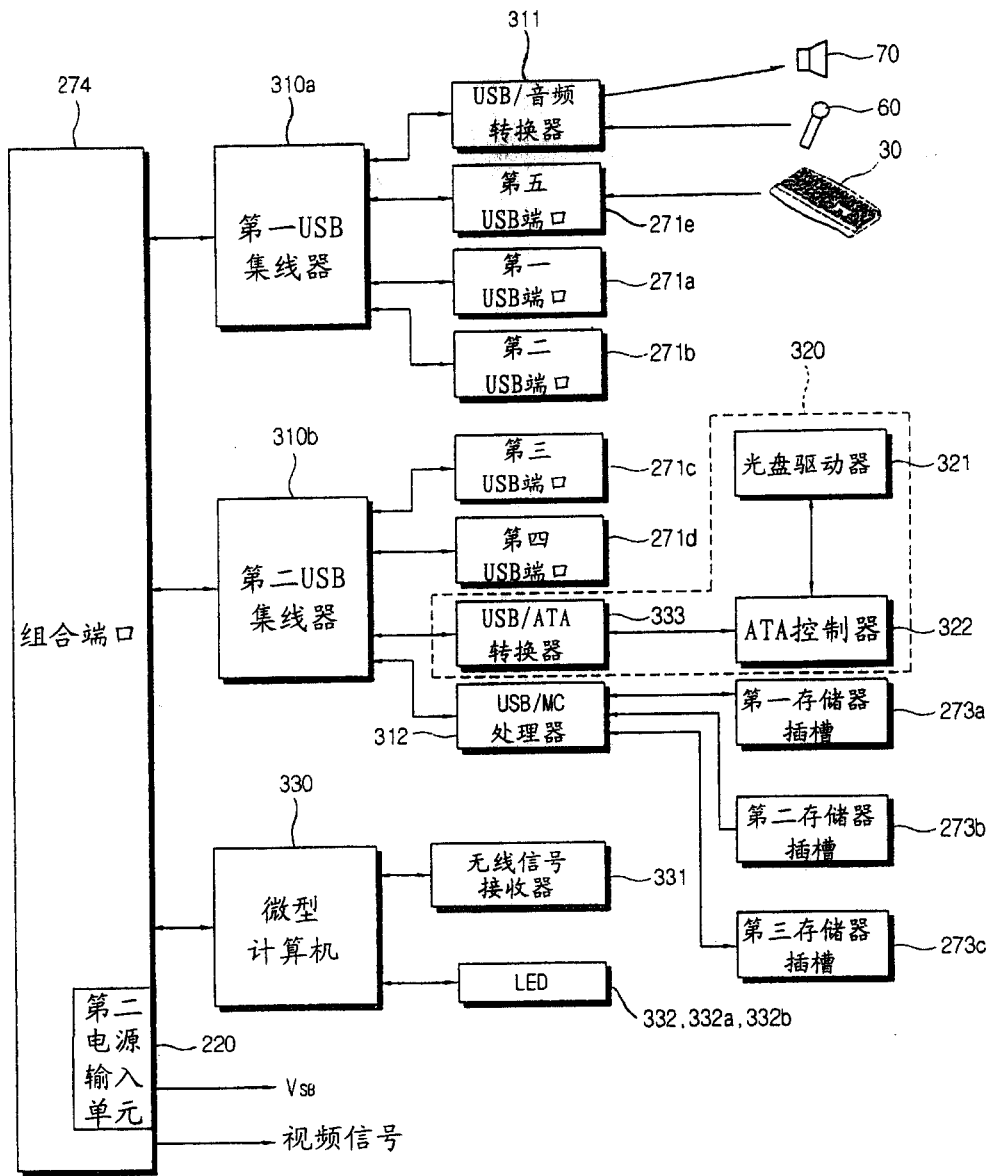 311
70
274
310a
USB/音频
转换器
60
30
第五
USB端口
271e
第一USB
集线器
第一
USB端口
271a
第二
USB端口
271b
320
310b
第三
USB端口
271c
光盘驱动器
321
第四
USB端口
271d
第二USB
集线器
组合端口
USB/ATA
转换器
333
ATA控制器
322
USB/MC
处理器
312
第一存储器
插槽
273a
330
第二存储器
插槽
273b
无线信号
接收器
331
微型
计算机
第三存储器
插槽
273c
LED
332,332a,332b
第二
电源
输入
单元
220
VSB
视频信号